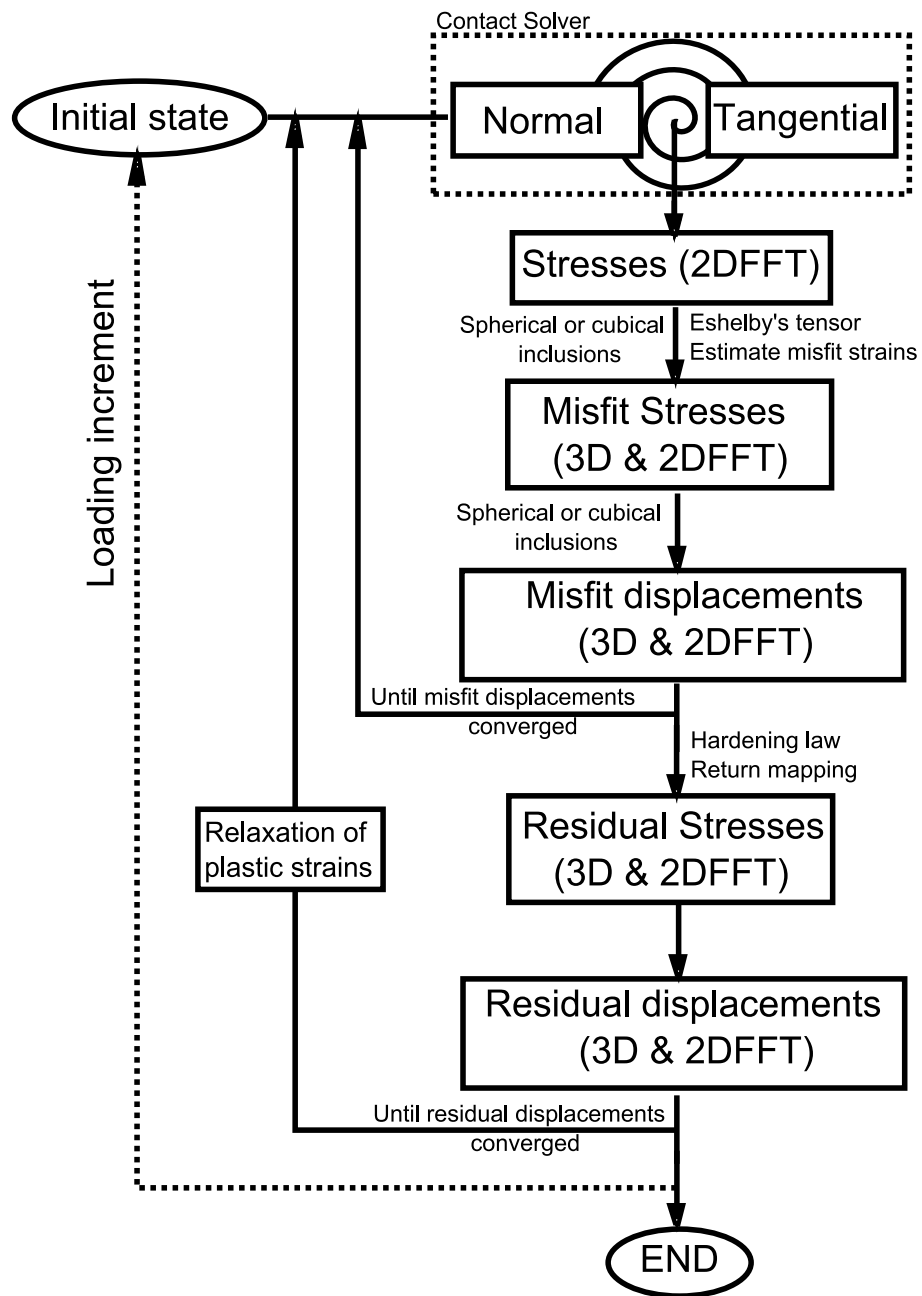 Contact Solver
Initial state
Normal
Tangential
Stresses (2DFFT)
Spherical or cubical
inclusions
Eshelby's tensor
Estimate misfit strains
Misfit Stresses
(3D & 2DFFT)
Spherical or cubical
inclusions
Misfit displacements
(3D & 2DFFT)
Until misfit displacements
converged
Hardening law
Return mapping
Residual Stresses
(3D & 2DFFT)
Relaxation of
plastic strains
Loading increment
Residual displacements
(3D & 2DFFT)
Until residual displacements
converged
END